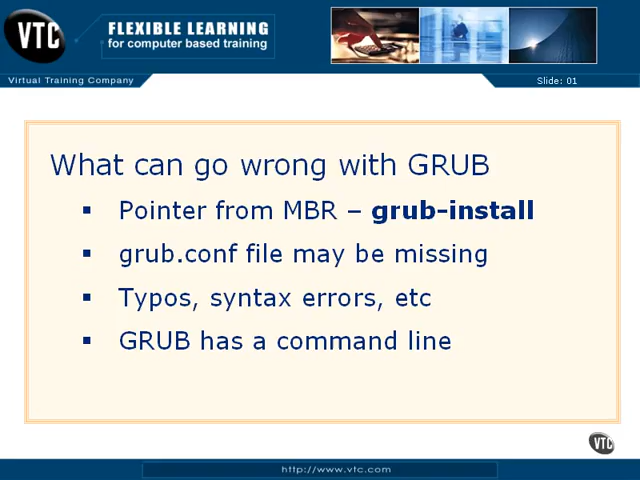 VTC
FLEXIBLE LEARNING
for computer based training
Virtual Training Company
Slide: 01
What can go wrong with GRUB
▪ Pointer from MBR – grub-install
▪ grub.conf file may be missing
▪ Typos, syntax errors, etc
▪ GRUB has a command line
VTC
http://www.vtc.com